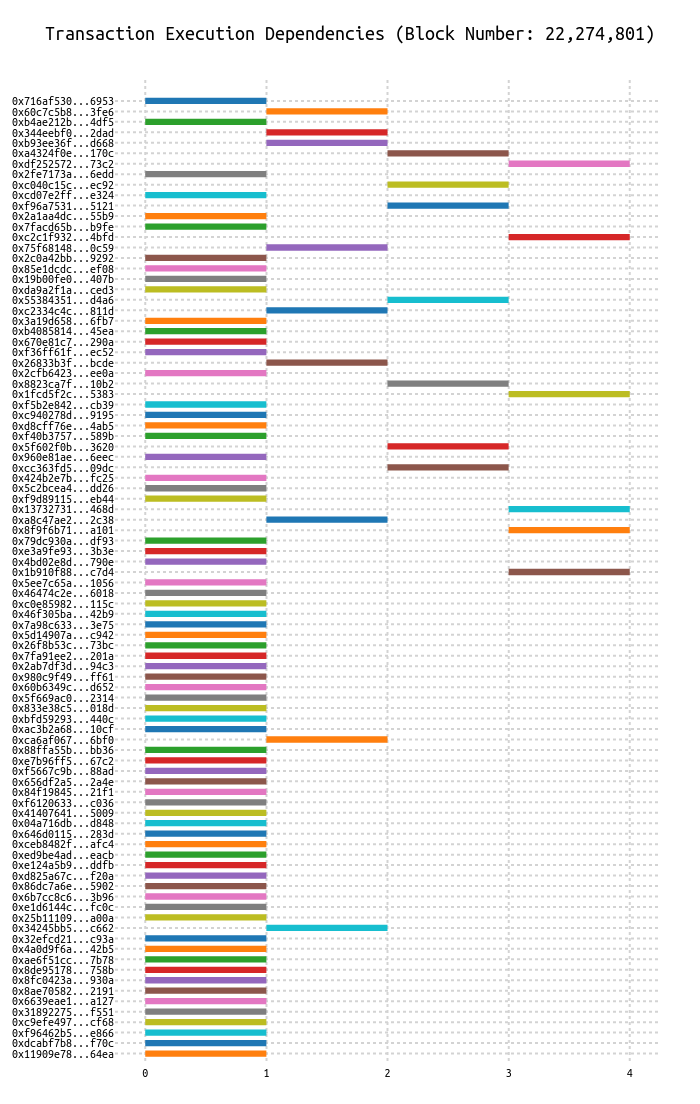 Transaction Execution Dependencies (Block Number: 22,274,801)
0x716af530...6953
0x60c7c5b8...3fe6
0xb4ae212b...4df5
0x344eebf0...2dad
0xb93ee36f...d668
0xa4324f0e...170c
0xdf252572...73c2
0x2fe7173a...6edd
0xc040c15c...ec92
0xcd07e2ff...e324
0xf96a7531...5121
0x2a1aa4dc...55b9
0x7facd65b...b9fe
0xc2c1f932...4bfd
0x75f68148...0c59
0x2c0a42bb...9292
0x85e1dcdc...ef08
0x19b00fe0...407b
0xda9a2f1a...ced3
0x55384351...d4a6
0xc2334c4c...811d
0x3a19d658...6fb7
0xb4085814...45ea
0x670e81c7...290a
0xf36ff61f...ec52
0x26833b3f...bcde
0x2cfb6423...ee0a
0x8823ca7f...10b2
0x1fcd5f2c...5383
0xf5b2e842...cb39
0xc940278d...9195
0xd8cff76e...4ab5
0xf40b3757...589b
0x5f602f0b...3620
0x960e81ae...6eec
0xcc363fd5...09dc
0x424b2e7b...fc25
0x5c2bcea4...dd26
0xf9d89115...eb44
0x13732731...468d
0xa8c47ae2...2c38
0x8f9f6b71...a101
0x79dc930a...df93
0xe3a9fe93...3b3e
0x4bd02e8d...790e
0x1b910f88...c7d4
0x5ee7c65a...1056
0x46474c2e...6018
0xc0e85982...115c
0x46f305ba...42b9
0x7a98c633...3e75
0x5d14907a...c942
0x26f8b53c...73bc
0x7fa91ee2...201a
0x2ab7df3d...94c3
0x980c9f49...ff61
0x60b6349c...d652
0x5f669ac0...2314
0x833e38c5...018d
0xbfd59293...440c
0xac3b2a68...10cf
0xca6af067...6bf0
0x88ffa55b...bb36
0xe7b96ff5...67c2
0xf5667c9b...88ad
0x656df2a5...2a4e
0x84f19845...21f1
0xf6120633...c036
0x41407641...5009
0x04a716db...d848
0x646d0115...283d
0xceb8482f...afc4
0xed9be4ad...eacb
0xe124a5b9...ddfb
0xd825a67c...f20a
0x86dc7a6e...5902
0x6b7cc8c6...3b96
0xe1d6144c...fc0c
0x25b11109...a00a
0x34245bb5...c662
0x32efcd21...c93a
0x4a0d9f6a...42b5
0xae6f51cc...7b78
0x8de95178...758b
0x8fc0423a...930a
0x8ae70582...2191
0x6639eae1...a127
0x31892275...f551
0xc9efe497...cf68
0xf96462b5...e866
0xdcabf7b8...f70c
0x11909e78...64ea
0 1 2 3 4